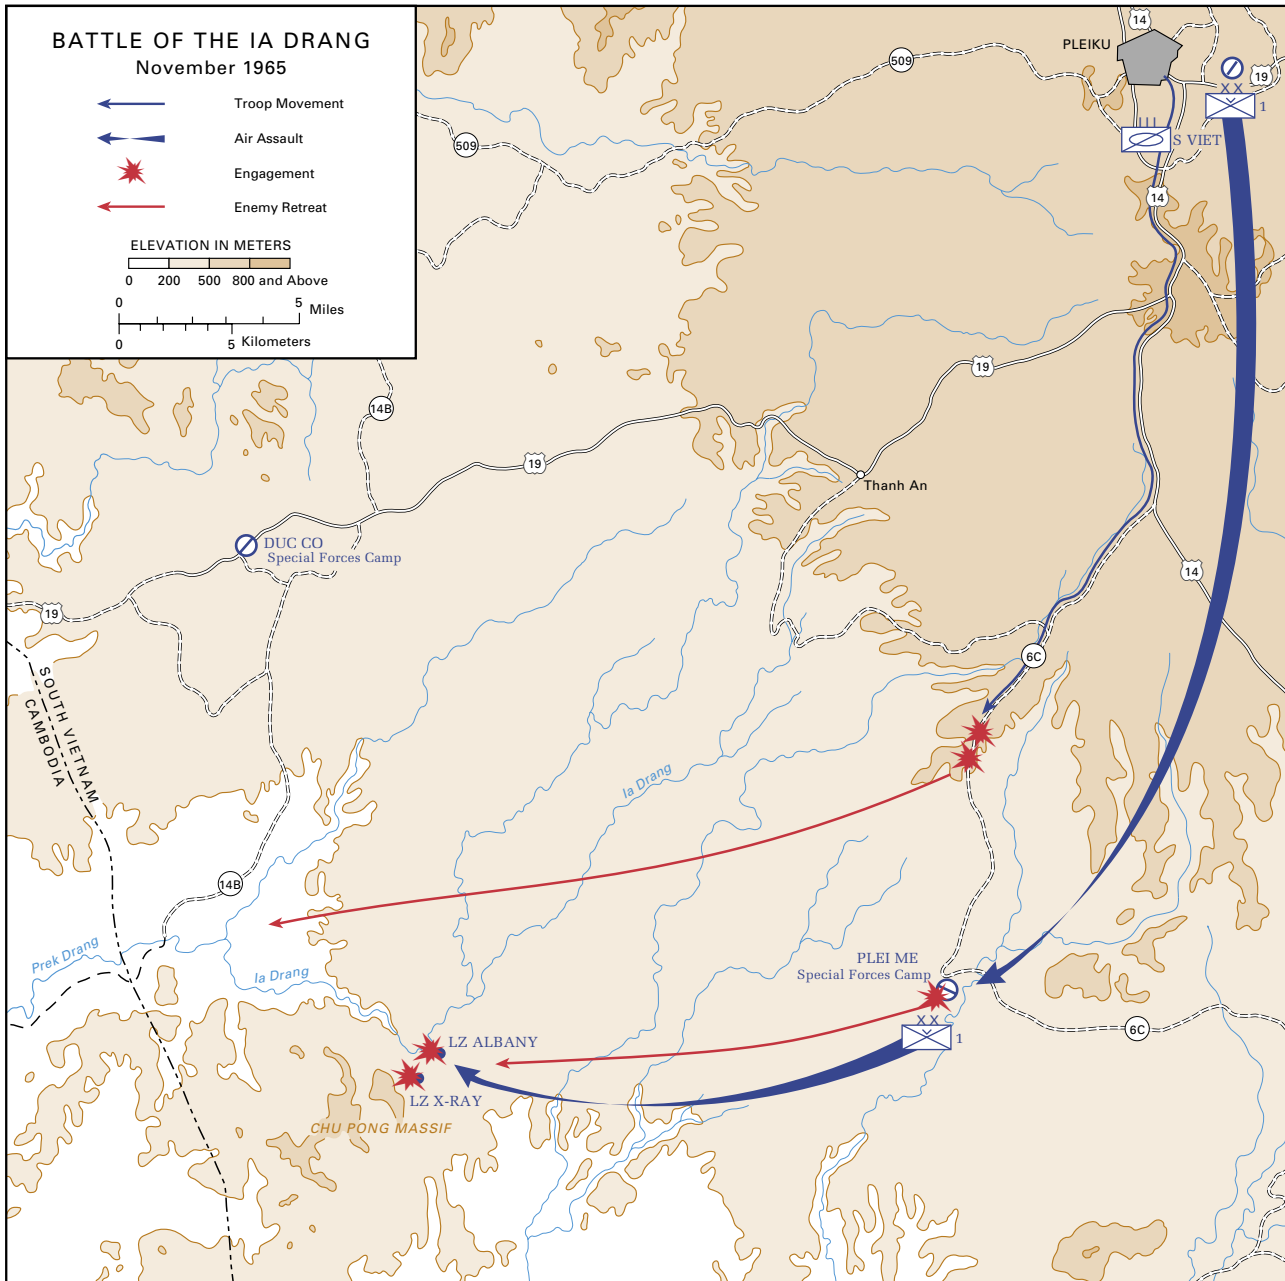 BATTLE OF THE IA DRANG
November 1965
Troop Movement
Air Assault
Engagement
Enemy Retreat
ELEVATION IN METERS
0 200 500 800 and Above
0 5 Miles
0 5 Kilometers
14
PLEIKU
509
19
X X
1
509
III
S VIET
14
19
14B
19
Thanh An
DUC CO
Special Forces Camp
14
19
6C
SOUTH VIETNAM
CAMBODIA
Ia Drang
14B
Prek Drang
PLEI ME
Special Forces Camp
Ia Drang
X X
1
6C
LZ ALBANY
LZ X-RAY
CHU PONG MASSIF